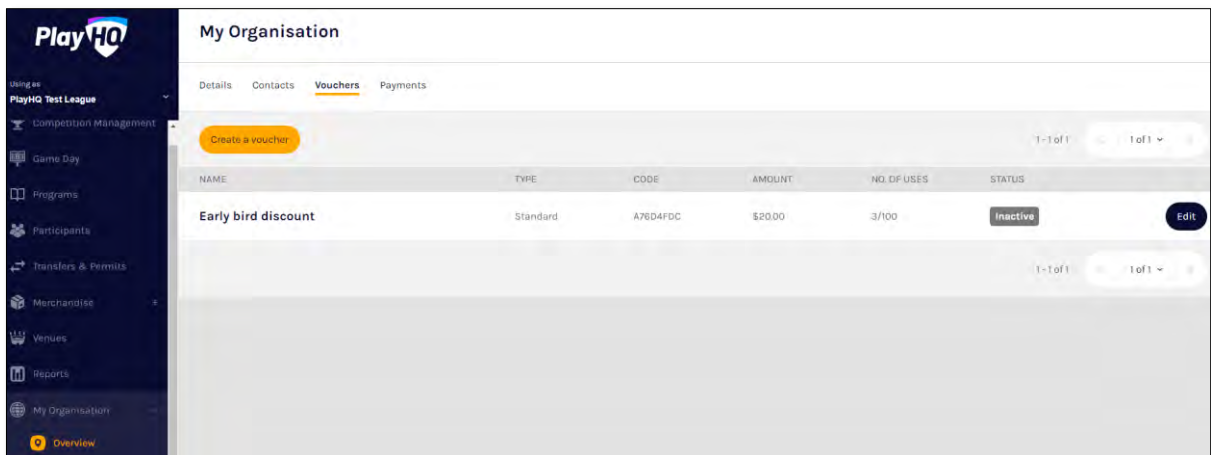 PlayHQ
My Organisation
Using as
PlayHQ Test League
Details Contacts Vouchers Payments
Competition Management
Create a voucher
1 - 1 of 1
1 of 1
Game Day
NAME TYPE CODE AMOUNT NO. OF USES STATUS
Programs
Early bird discount Standard A76D4FDC $20.00 3/100 Inactive Edit
Participants
Transfers & Permits
1 - 1 of 1
1 of 1
Merchandise
Venues
Reports
My Organisation
Overview